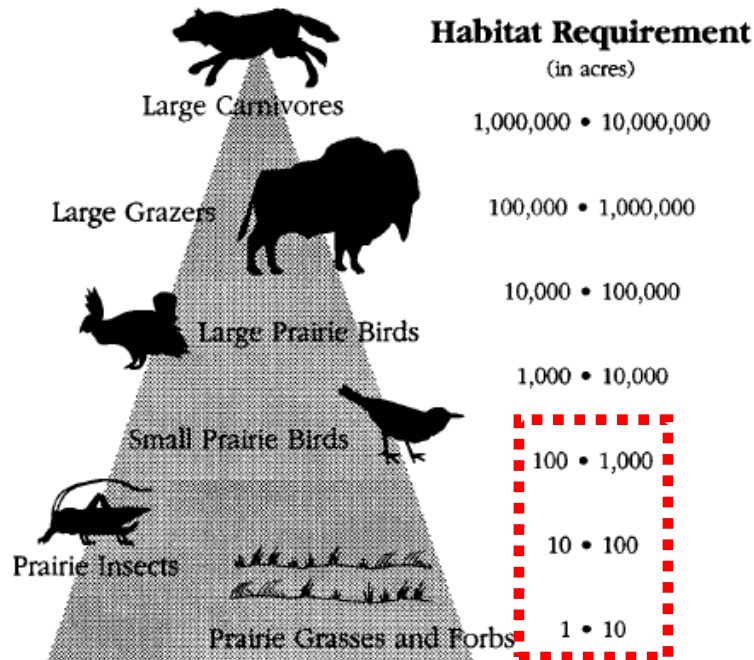 Habitat Requirement
(in acres)
Large Carnivores
1,000,000 • 10,000,000
Large Grazers
100,000 • 1,000,000
10,000 • 100,000
Large Prairie Birds
1,000 • 10,000
Small Prairie Birds
100 • 1,000
10 • 100
Prairie Insects
Prairie Grasses and Forbs
1 • 10